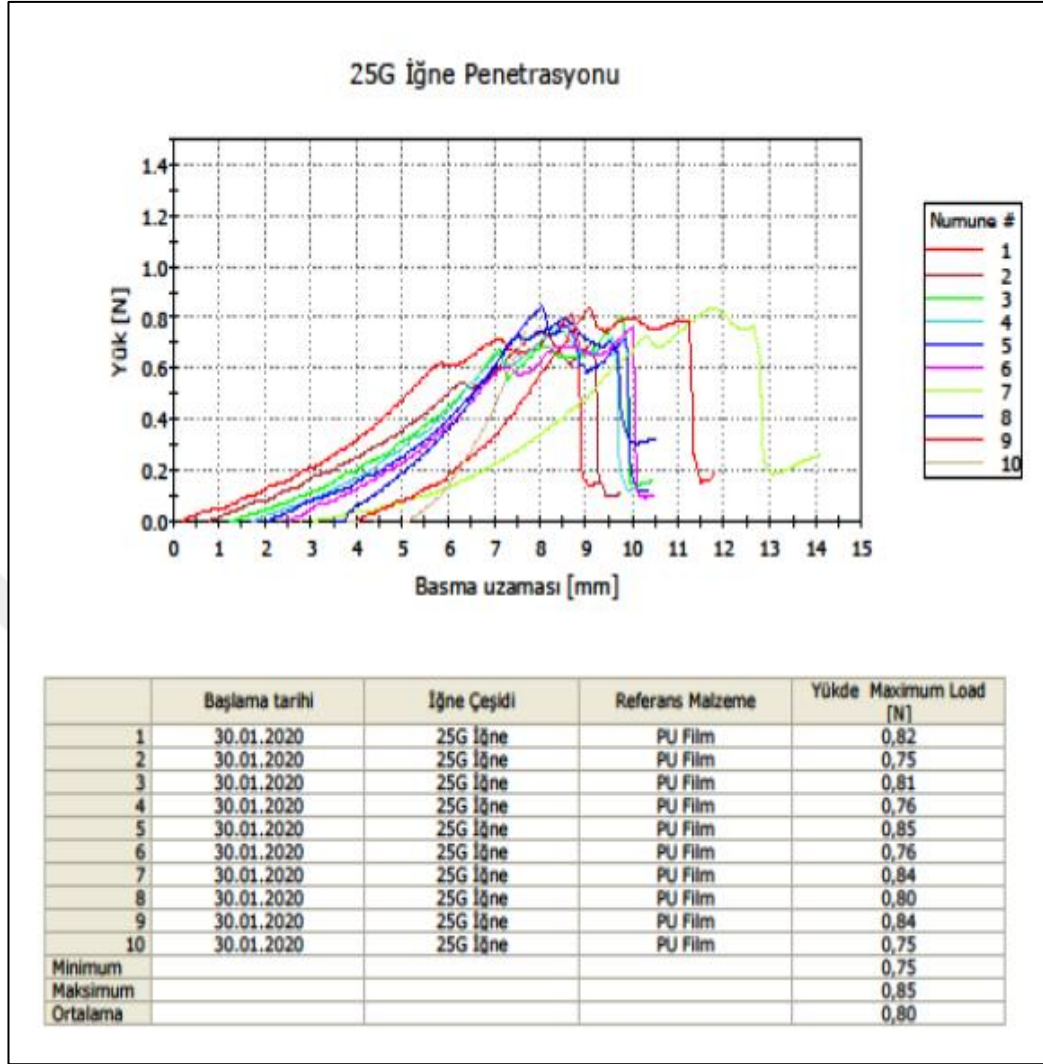 25G İğne Penetrasyonu
Yük [N]
1.4
1.2
1.0
0.8
0.6
0.4
0.2
0.0
0 1 2 3 4 5 6 7 8 9 10 11 12 13 14 15
Basma uzaması [mm]
Numune #
1
2
3
4
5
6
7
8
9
10
Başlama tarihi İğne Çeşidi Referans Malzeme Yükde Maximum Load [N]
1 30.01.2020 25G İğne PU Film 0,82
2 30.01.2020 25G İğne PU Film 0,75
3 30.01.2020 25G İğne PU Film 0,81
4 30.01.2020 25G İğne PU Film 0,76
5 30.01.2020 25G İğne PU Film 0,85
6 30.01.2020 25G İğne PU Film 0,76
7 30.01.2020 25G İğne PU Film 0,84
8 30.01.2020 25G İğne PU Film 0,80
9 30.01.2020 25G İğne PU Film 0,84
10 30.01.2020 25G İğne PU Film 0,75
Minimum 0,75
Maksimum 0,85
Ortalama 0,80